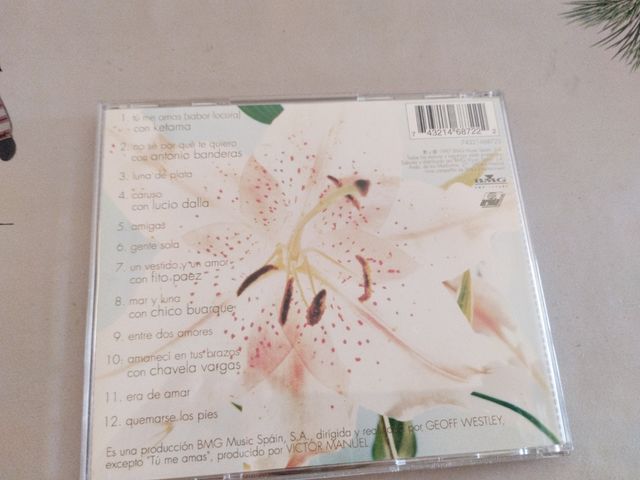 1. tú me amas (sabor locura)
con ketama
2. no sé por qué te quiero
con antonio banderas
3. luna de plata
4. caruso
con lucio dalla
5. amigas
6. gente sola
7. un vestido y un amor
con fito páez
8. mar y luna
con chico buarque
9. entre dos amores
10. amanecí en tus brazos
con chavela vargas
11. era de amar
12. quemarse los pies
Es una producción BMG Music Spain, S.A., dirigida y realizada por GEOFF WESTLEY,
excepto "Tú me amas", producido por VICTOR MANUEL
7 43214 68722 2
74321468722
BMG